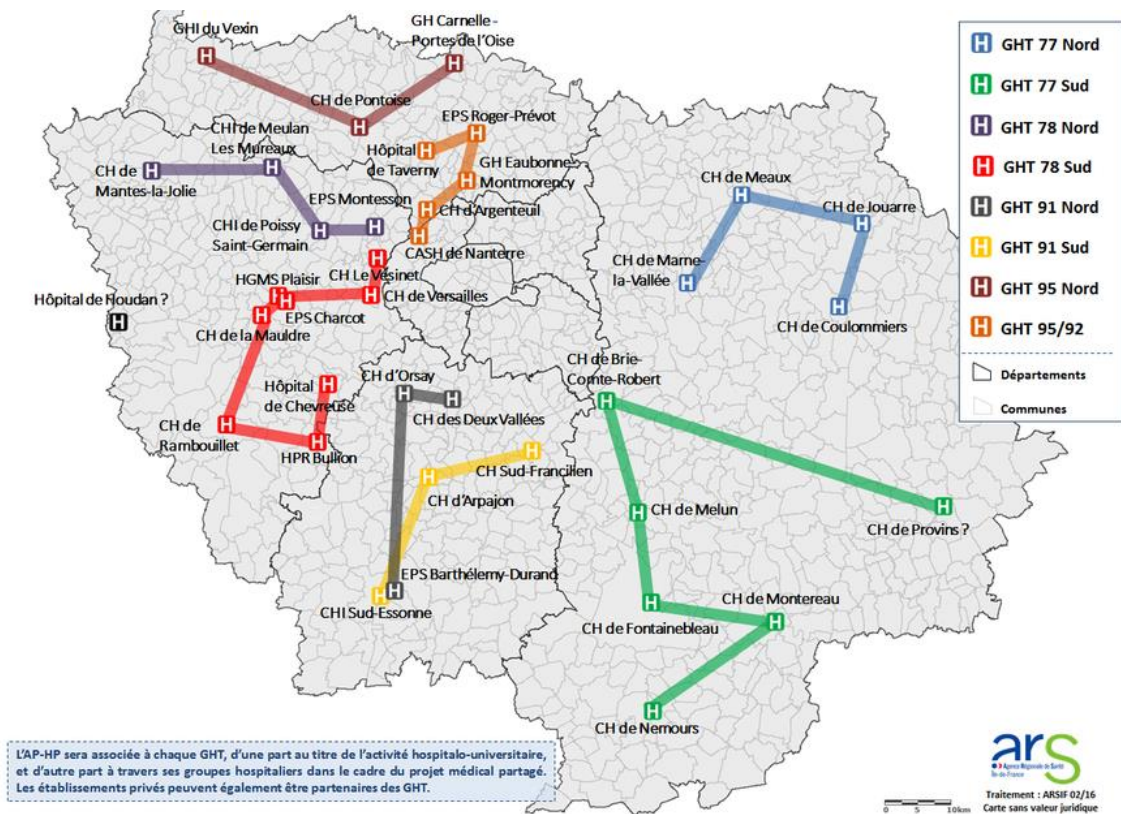 GHI du Vexin
GH Carnelle -
Portes de l'Oise
CH de Pontoise
EPS Roger-Prévot
CHI de Meulan
Les Mureaux
Hôpital
de Taverny
GH Eaubonne-
Montmorency
CH de
Mantes-la-Jolie
EPS Montesson
CH d'Argenteuil
CHI de Poissy
Saint-Germain
CASH de Nanterre
CH Le Vésinet
HGMS Plaisir
CH de Versailles
Hôpital de Houdan ?
EPS Charcot
CH de la Mauldre
Hôpital
de Chevreuse
CH d'Orsay
CH des Deux Vallées
CH de
Rambouillet
HPR Bullion
CH Sud-Francilien
CH d'Arpajon
EPS Barthélemy-Durand
CHI Sud-Essonne
CH de Meaux
CH de Jouarre
CH de Marne-
la-Vallée
CH de Coulommiers
CH de Brie-
Comte-Robert
CH de Melun
CH de Provins ?
CH de Montereau
CH de Fontainebleau
CH de Nemours
H GHT 77 Nord
H GHT 77 Sud
H GHT 78 Nord
H GHT 78 Sud
H GHT 91 Nord
H GHT 91 Sud
H GHT 95 Nord
H GHT 95/92
Départements
Communes
L'AP-HP sera associée à chaque GHT, d'une part au titre de l'activité hospitalo-universitaire,
et d'autre part à travers ses groupes hospitaliers dans le cadre du projet médical partagé.
Les établissements privés peuvent également être partenaires des GHT.
ars
Agence Régionale de Santé
Île-de-France
0 5 10km
Traitement : ARSIF 02/16
Carte sans valeur juridique